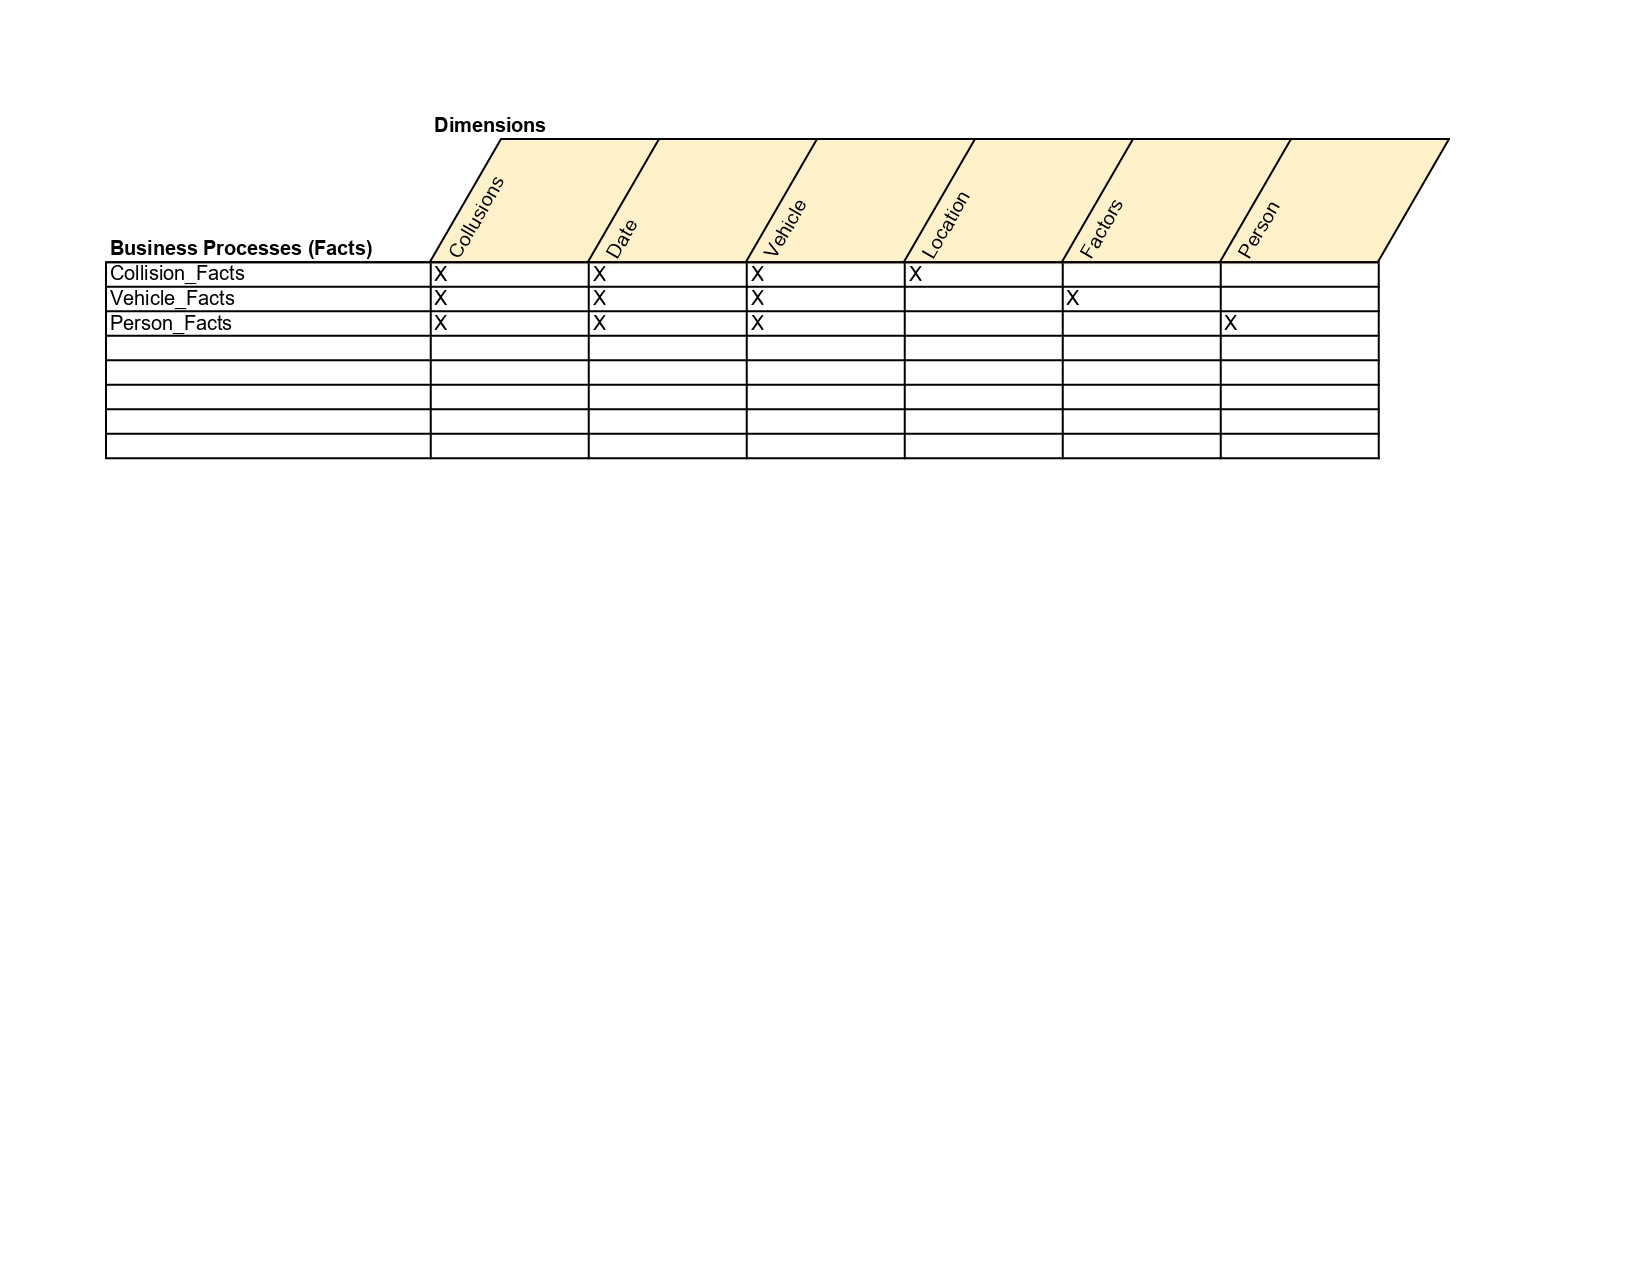 Dimensions
Collusions Date Vehicle Location Factors Person
Business Processes (Facts)
Collision_Facts X X X X
Vehicle_Facts X X X X
Person_Facts X X X X